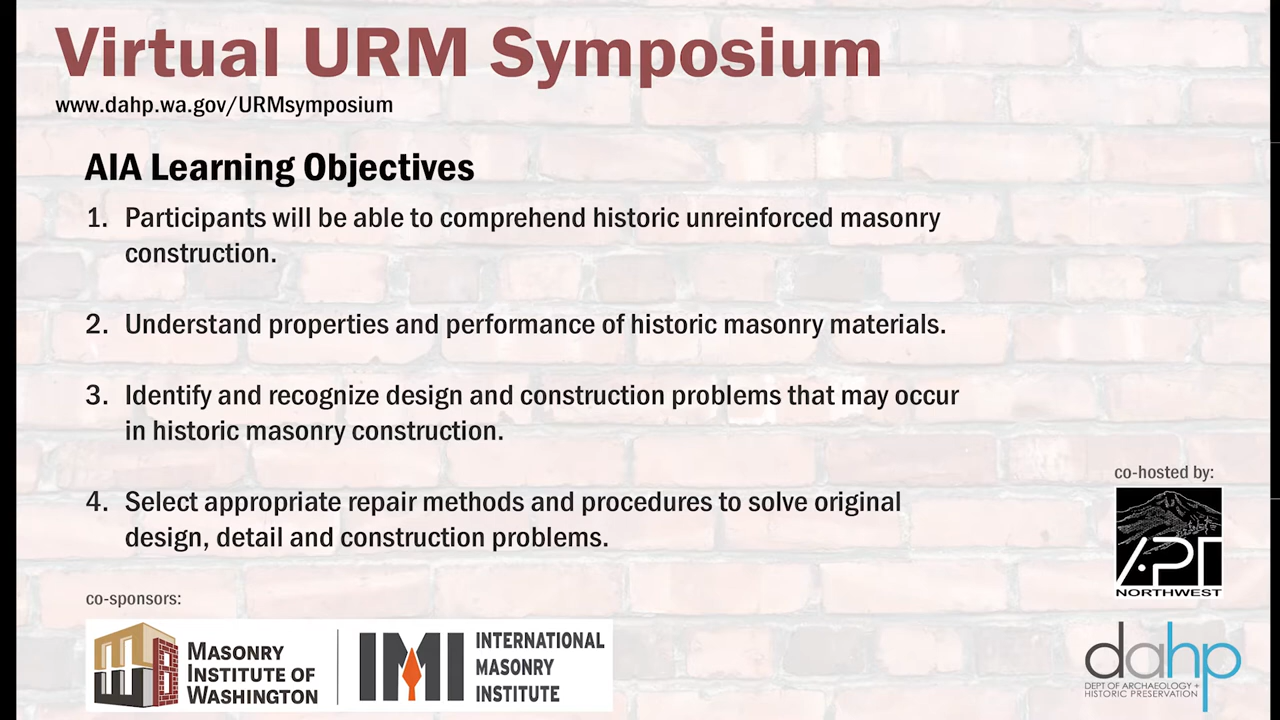 Virtual URM Symposium
www.dahp.wa.gov/URMsymposium
AIA Learning Objectives
1. Participants will be able to comprehend historic unreinforced masonry
construction.
2. Understand properties and performance of historic masonry materials.
3. Identify and recognize design and construction problems that may occur
in historic masonry construction.
4. Select appropriate repair methods and procedures to solve original
design, detail and construction problems.
co-hosted by:
APT
NORTHWEST
co-sponsors:
MASONRY
INSTITUTE OF
WASHINGTON
IMI
INTERNATIONAL
MASONRY
INSTITUTE
dahp
DEPT OF ARCHAEOLOGY +
HISTORIC PRESERVATION